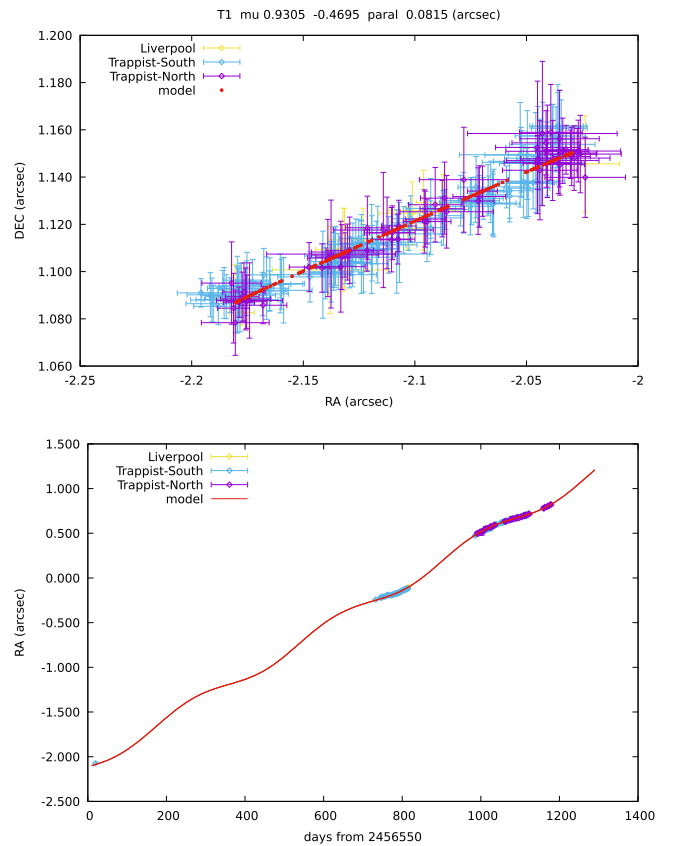 T1 mu 0.9305 -0.4695 paral 0.0815 (arcsec)
1.200
1.180
1.160
1.140
1.120
1.100
1.080
1.060
DEC (arcsec)
Liverpool
Trappist-South
Trappist-North
model
-2.25
-2.2
-2.15
-2.1
-2.05
-2
RA (arcsec)
1.500
1.000
0.500
0.000
-0.500
-1.000
-1.500
-2.000
-2.500
RA (arcsec)
Liverpool
Trappist-South
Trappist-North
model
0
200
400
600
800
1000
1200
1400
days from 2456550